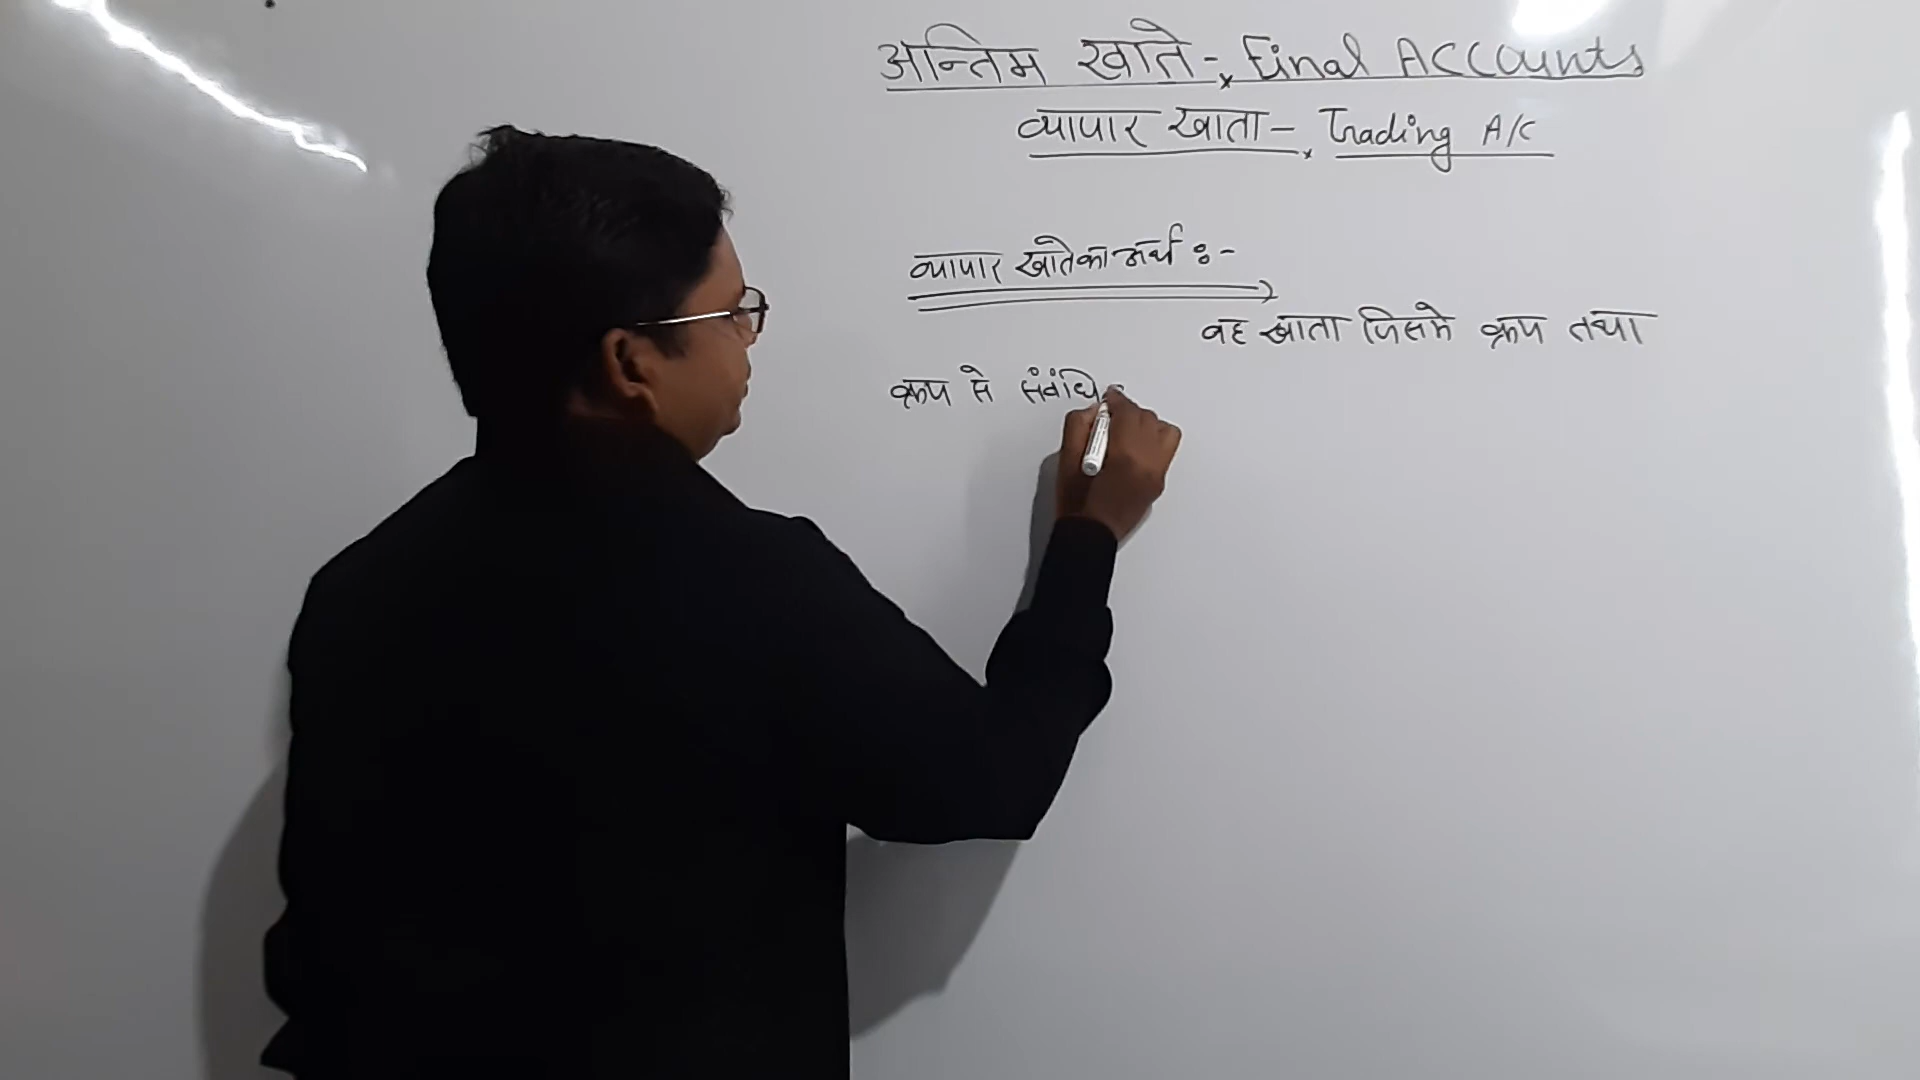 अन्तिम खाते :- Final Accounts
व्यापार खाता - Trading A/C
व्यापार खाते का अर्थ :-
वह खाता जिसमे क्रय तथा
क्रय से संबंधि